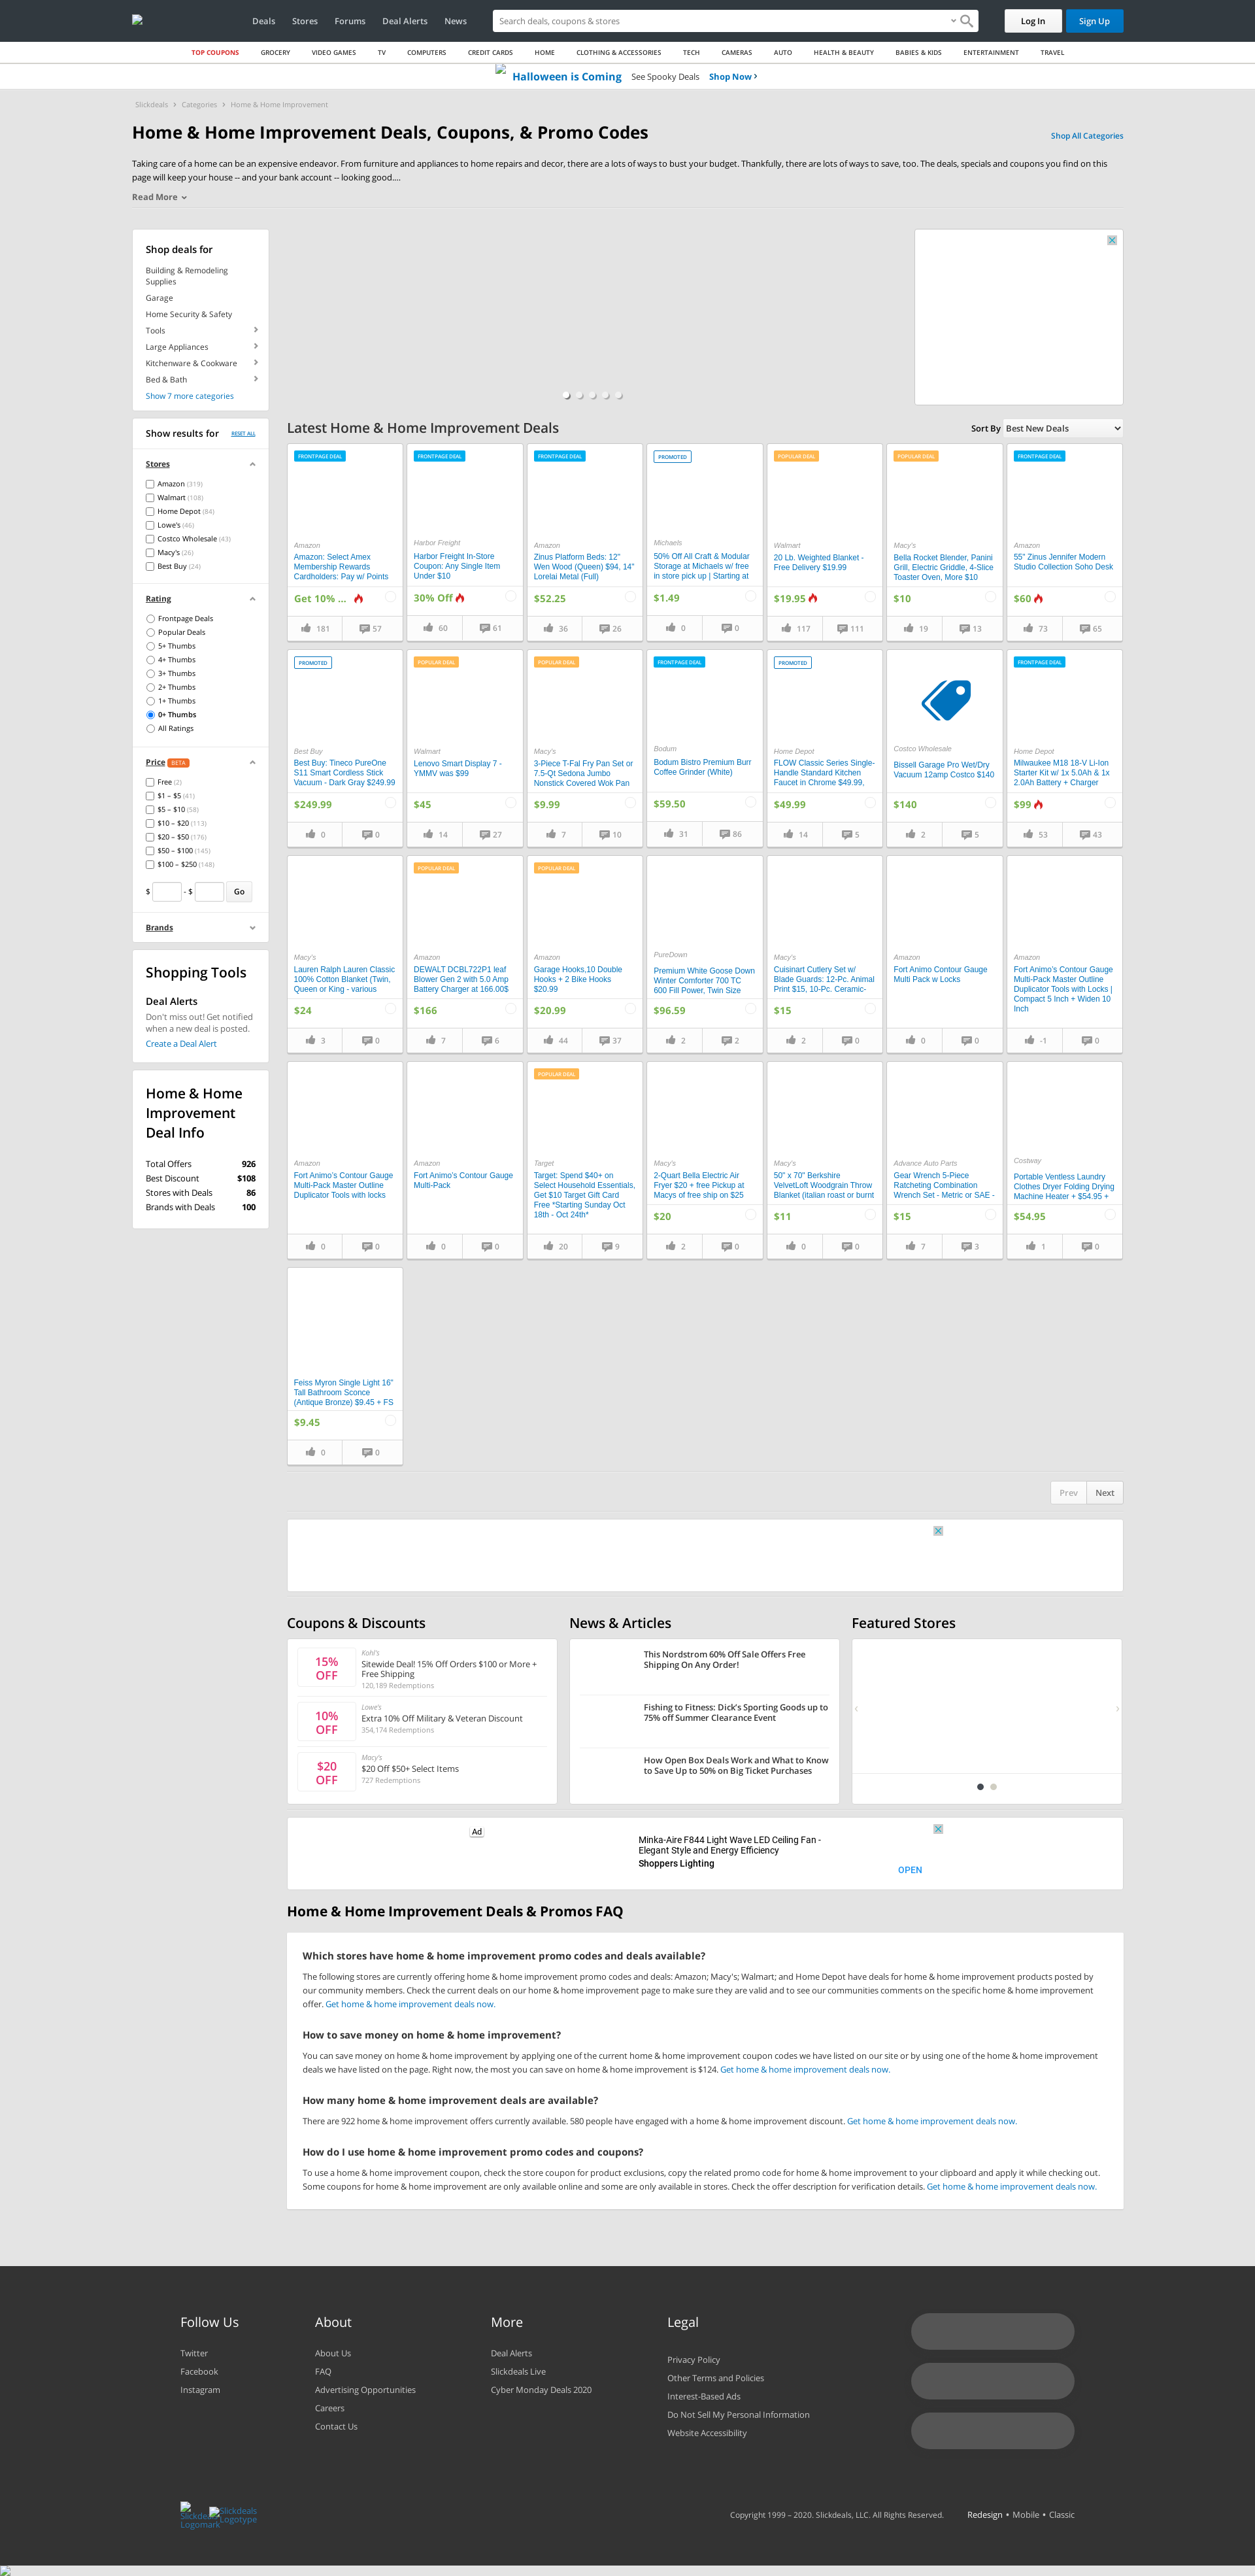 Deals Stores Forums Deal Alerts News
Search deals, coupons & stores
Log In Sign Up
TOP COUPONS GROCERY VIDEO GAMES TV COMPUTERS CREDIT CARDS HOME CLOTHING & ACCESSORIES TECH CAMERAS AUTO HEALTH & BEAUTY BABIES & KIDS ENTERTAINMENT TRAVEL
Halloween is Coming See Spooky Deals Shop Now
Slickdeals Categories Home & Home Improvement
Home & Home Improvement Deals, Coupons, & Promo Codes
Shop All Categories
Taking care of a home can be an expensive endeavor. From furniture and appliances to home repairs and decor, there are a lots of ways to bust your budget. Thankfully, there are lots of ways to save, too. The deals, specials and coupons you find on this
page will keep your house -- and your bank account -- looking good....
Read More
Shop deals for
Building & Remodeling
Supplies
Garage
Home Security & Safety
Tools
Large Appliances
Kitchenware & Cookware
Bed & Bath
Show 7 more categories
Show results for RESET ALL
Stores
Amazon (319)
Walmart (108)
Home Depot (84)
Lowe's (46)
Costco Wholesale (43)
Macy's (26)
Best Buy (24)
Rating
Frontpage Deals
Popular Deals
5+ Thumbs
4+ Thumbs
3+ Thumbs
2+ Thumbs
1+ Thumbs
0+ Thumbs
All Ratings
Price BETA
Free (2)
$1 – $5 (41)
$5 – $10 (58)
$10 – $20 (113)
$20 – $50 (176)
$50 – $100 (145)
$100 – $250 (148)
$ - $ Go
Brands
Shopping Tools
Deal Alerts
Don't miss out! Get notified
when a new deal is posted.
Create a Deal Alert
Home & Home
Improvement
Deal Info
Total Offers 926
Best Discount $108
Stores with Deals 86
Brands with Deals 100
Latest Home & Home Improvement Deals
Sort By Best New Deals
FRONTPAGE DEAL
Amazon
Amazon: Select Amex
Membership Rewards
Cardholders: Pay w/ Points
Get 10% ...
181 57
FRONTPAGE DEAL
Harbor Freight
Harbor Freight In-Store
Coupon: Any Single Item
Under $10
30% Off
60 61
FRONTPAGE DEAL
Amazon
Zinus Platform Beds: 12"
Wen Wood (Queen) $94, 14"
Lorelai Metal (Full)
$52.25
36 26
PROMOTED
Michaels
50% Off All Craft & Modular
Storage at Michaels w/ free
in store pick up | Starting at
$1.49
0 0
POPULAR DEAL
Walmart
20 Lb. Weighted Blanket -
Free Delivery $19.99
$19.95
117 111
POPULAR DEAL
Macy's
Bella Rocket Blender, Panini
Grill, Electric Griddle, 4-Slice
Toaster Oven, More $10
$10
19 13
FRONTPAGE DEAL
Amazon
55" Zinus Jennifer Modern
Studio Collection Soho Desk
$60
73 65
PROMOTED
Best Buy
Best Buy: Tineco PureOne
S11 Smart Cordless Stick
Vacuum - Dark Gray $249.99
$249.99
0 0
POPULAR DEAL
Walmart
Lenovo Smart Display 7 -
YMMV was $99
$45
14 27
POPULAR DEAL
Macy's
3-Piece T-Fal Fry Pan Set or
7.5-Qt Sedona Jumbo
Nonstick Covered Wok Pan
$9.99
7 10
FRONTPAGE DEAL
Bodum
Bodum Bistro Premium Burr
Coffee Grinder (White)
$59.50
31 86
PROMOTED
Home Depot
FLOW Classic Series Single-
Handle Standard Kitchen
Faucet in Chrome $49.99,
$49.99
14 5
Costco Wholesale
Bissell Garage Pro Wet/Dry
Vacuum 12amp Costco $140
$140
2 5
FRONTPAGE DEAL
Home Depot
Milwaukee M18 18-V Li-Ion
Starter Kit w/ 1x 5.0Ah & 1x
2.0Ah Battery + Charger
$99
53 43
Macy's
Lauren Ralph Lauren Classic
100% Cotton Blanket (Twin,
Queen or King - various
$24
3 0
POPULAR DEAL
Amazon
DEWALT DCBL722P1 leaf
Blower Gen 2 with 5.0 Amp
Battery Charger at 166.00$
$166
7 6
POPULAR DEAL
Amazon
Garage Hooks,10 Double
Hooks + 2 Bike Hooks
$20.99
$20.99
44 37
PureDown
Premium White Goose Down
Winter Comforter 700 TC
600 Fill Power, Twin Size
$96.59
2 2
Macy's
Cuisinart Cutlery Set w/
Blade Guards: 12-Pc. Animal
Print $15, 10-Pc. Ceramic-
$15
2 0
Amazon
Fort Animo Contour Gauge
Multi Pack w Locks
0 0
Amazon
Fort Animo's Contour Gauge
Multi-Pack Master Outline
Duplicator Tools with Locks |
Compact 5 Inch + Widen 10
Inch
-1 0
Amazon
Fort Animo's Contour Gauge
Multi-Pack Master Outline
Duplicator Tools with locks
0 0
Amazon
Fort Animo's Contour Gauge
Multi-Pack
0 0
POPULAR DEAL
Target
Target: Spend $40+ on
Select Household Essentials,
Get $10 Target Gift Card
Free *Starting Sunday Oct
18th - Oct 24th*
20 9
Macy's
2-Quart Bella Electric Air
Fryer $20 + free Pickup at
Macys of free ship on $25
$20
2 0
Macy's
50" x 70" Berkshire
VelvetLoft Woodgrain Throw
Blanket (italian roast or burnt
$11
0 0
Advance Auto Parts
Gear Wrench 5-Piece
Ratcheting Combination
Wrench Set - Metric or SAE -
$15
7 3
Costway
Portable Ventless Laundry
Clothes Dryer Folding Drying
Machine Heater + $54.95 +
$54.95
1 0
Feiss Myron Single Light 16"
Tall Bathroom Sconce
(Antique Bronze) $9.45 + FS
$9.45
0 0
Prev Next
Coupons & Discounts
15%
OFF
Kohl's
Sitewide Deal! 15% Off Orders $100 or More +
Free Shipping
120,189 Redemptions
10%
OFF
Lowe's
Extra 10% Off Military & Veteran Discount
354,174 Redemptions
$20
OFF
Macy's
$20 Off $50+ Select Items
727 Redemptions
News & Articles
This Nordstrom 60% Off Sale Offers Free
Shipping On Any Order!
Fishing to Fitness: Dick's Sporting Goods up to
75% off Summer Clearance Event
How Open Box Deals Work and What to Know
to Save Up to 50% on Big Ticket Purchases
Featured Stores
Ad
Minka-Aire F844 Light Wave LED Ceiling Fan -
Elegant Style and Energy Efficiency
Shoppers Lighting
OPEN
Home & Home Improvement Deals & Promos FAQ
Which stores have home & home improvement promo codes and deals available?
The following stores are currently offering home & home improvement promo codes and deals: Amazon; Macy's; Walmart; and Home Depot have deals for home & home improvement products posted by
our community members. Check the current deals on our home & home improvement page to make sure they are valid and to see our communities comments on the specific home & home improvement
offer. Get home & home improvement deals now.
How to save money on home & home improvement?
You can save money on home & home improvement by applying one of the current home & home improvement coupon codes we have listed on our site or by using one of the home & home improvement
deals we have listed on the page. Right now, the most you can save on home & home improvement is $124. Get home & home improvement deals now.
How many home & home improvement deals are available?
There are 922 home & home improvement offers currently available. 580 people have engaged with a home & home improvement discount. Get home & home improvement deals now.
How do I use home & home improvement promo codes and coupons?
To use a home & home improvement coupon, check the store coupon for product exclusions, copy the related promo code for home & home improvement to your clipboard and apply it while checking out.
Some coupons for home & home improvement are only available online and some are only available in stores. Check the offer description for verification details. Get home & home improvement deals now.
Follow Us
Twitter
Facebook
Instagram
About
About Us
FAQ
Advertising Opportunities
Careers
Contact Us
More
Deal Alerts
Slickdeals Live
Cyber Monday Deals 2020
Legal
Privacy Policy
Other Terms and Policies
Interest-Based Ads
Do Not Sell My Personal Information
Website Accessibility
Slickdeals
Logomark
Slickdeals
Logotype
Copyright 1999 – 2020. Slickdeals, LLC. All Rights Reserved. Redesign • Mobile • Classic